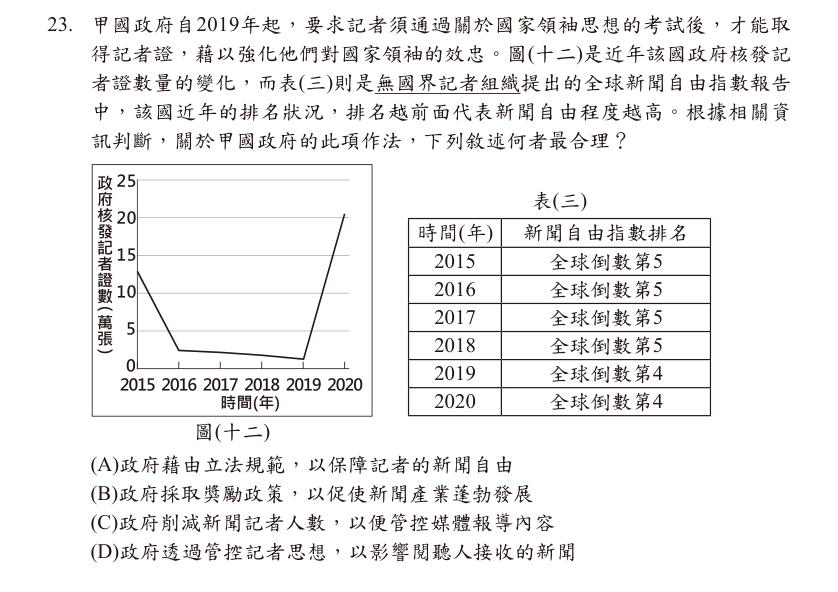 23. 甲國政府自2019年起，要求記者須通過關於國家領袖思想的考試後，才能取
得記者證，藉以強化他們對國家領袖的效忠。圖(十二)是近年該國政府核發記
者證數量的變化，而表(三)則是無國界記者組織提出的全球新聞自由指數報告
中，該國近年的排名狀況，排名越前面代表新聞自由程度越高。根據相關資
訊判斷，關於甲國政府的此項作法，下列敘述何者最合理？
政府核發記者證數(萬張)
25
20
15
10
5
0
2015 2016 2017 2018 2019 2020
時間(年)
圖(十二)
表(三)
時間(年) 新聞自由指數排名
2015 全球倒數第5
2016 全球倒數第5
2017 全球倒數第5
2018 全球倒數第5
2019 全球倒數第4
2020 全球倒數第4
(A)政府藉由立法規範，以保障記者的新聞自由
(B)政府採取獎勵政策，以促使新聞產業蓬勃發展
(C)政府削減新聞記者人數，以便管控媒體報導內容
(D)政府透過管控記者思想，以影響閱聽人接收的新聞